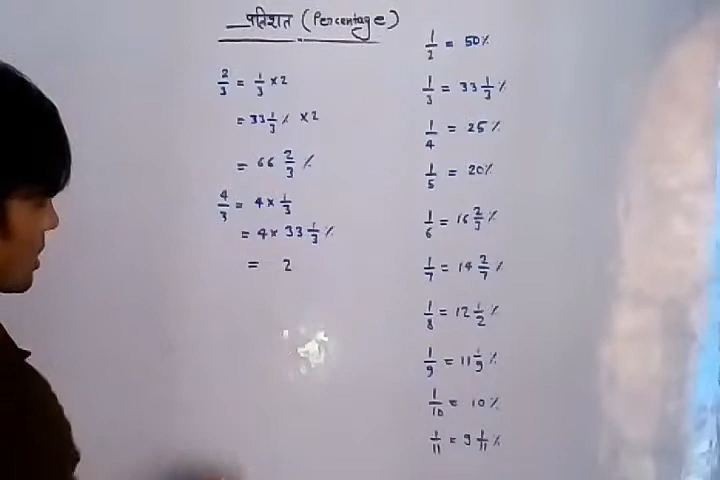 प्रतिशत (Percentage)
2/3 = 1/3 × 2
= 33 1/3 % × 2
= 66 2/3 %
4/3 = 4 × 1/3
= 4 × 33 1/3 %
= 2
1/2 = 50%
1/3 = 33 1/3 %
1/4 = 25%
1/5 = 20%
1/6 = 16 2/3 %
1/7 = 14 2/7 %
1/8 = 12 1/2 %
1/9 = 11 1/9 %
1/10 = 10%
1/11 = 9 1/11 %